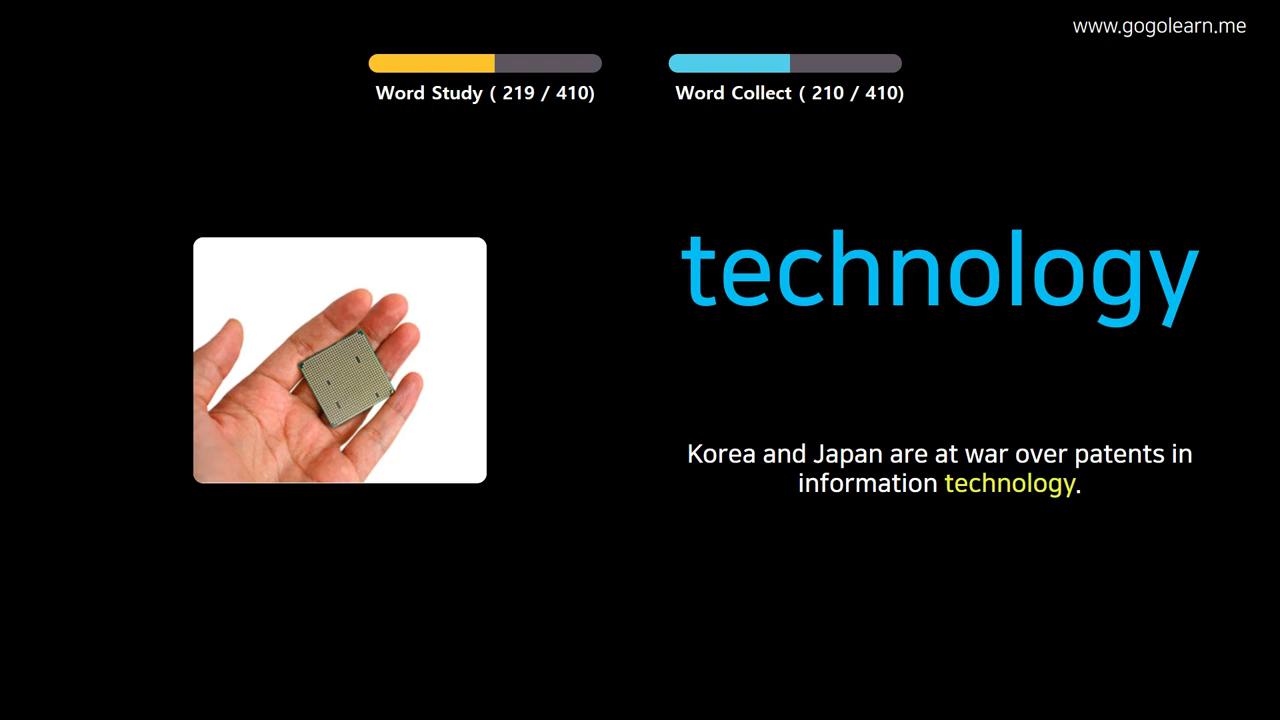 www.gogolearn.me
Word Study ( 219 / 410)
Word Collect ( 210 / 410)
technology
Korea and Japan are at war over patents in
information technology.